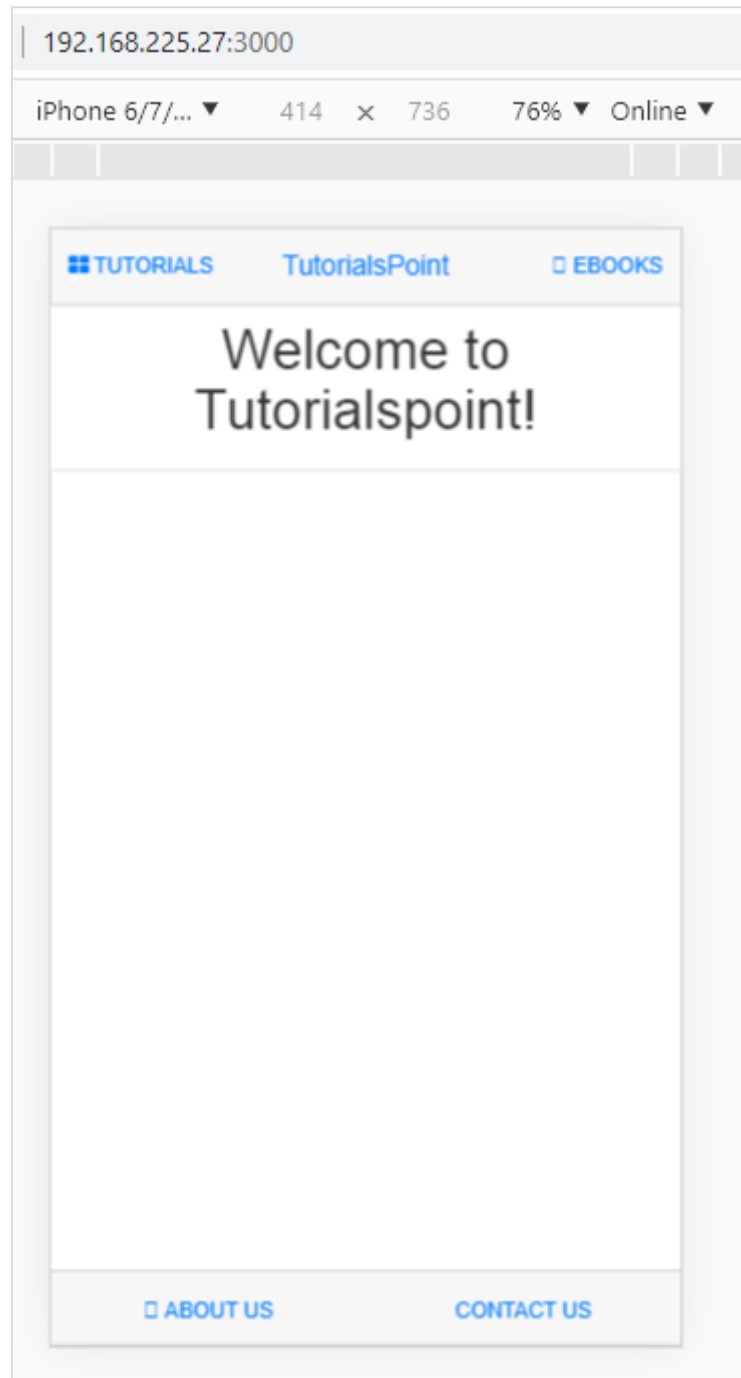 192.168.225.27:3000
iPhone 6/7/... ▼ 414 × 736 76% ▼ Online ▼
TUTORIALS TutorialsPoint EBOOKS
Welcome to
Tutorialspoint!
ABOUT US CONTACT US